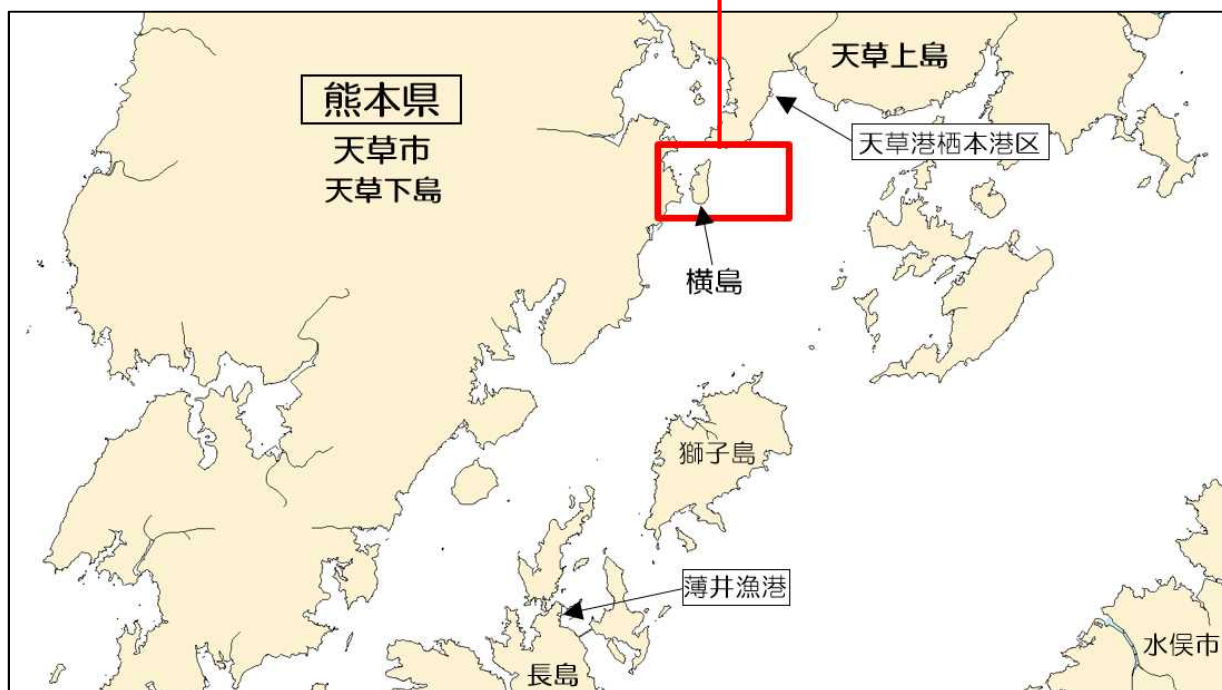 天草上島
熊本県
天草市
天草下島
天草港栖本港区
横島
獅子島
薄井漁港
水俣市
長島